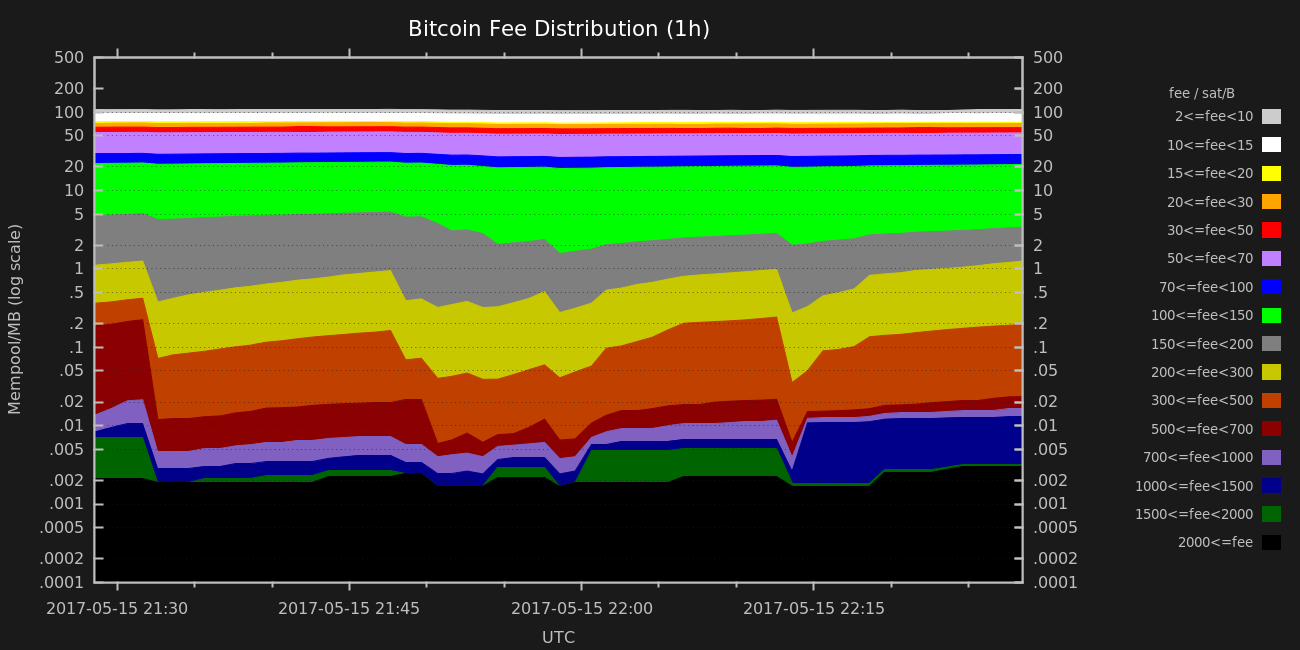 Bitcoin Fee Distribution (1h)
500
200
100
50
20
10
5
2
1
.5
.2
.1
.05
.02
.01
.005
.002
.001
.0005
.0002
.0001
Mempool/MB (log scale)
500
200
100
50
20
10
5
2
1
.5
.2
.1
.05
.02
.01
.005
.002
.001
.0005
.0002
.0001
2017-05-15 21:30
2017-05-15 21:45
2017-05-15 22:00
2017-05-15 22:15
UTC
fee / sat/B
2<=fee<10
10<=fee<15
15<=fee<20
20<=fee<30
30<=fee<50
50<=fee<70
70<=fee<100
100<=fee<150
150<=fee<200
200<=fee<300
300<=fee<500
500<=fee<700
700<=fee<1000
1000<=fee<1500
1500<=fee<2000
2000<=fee